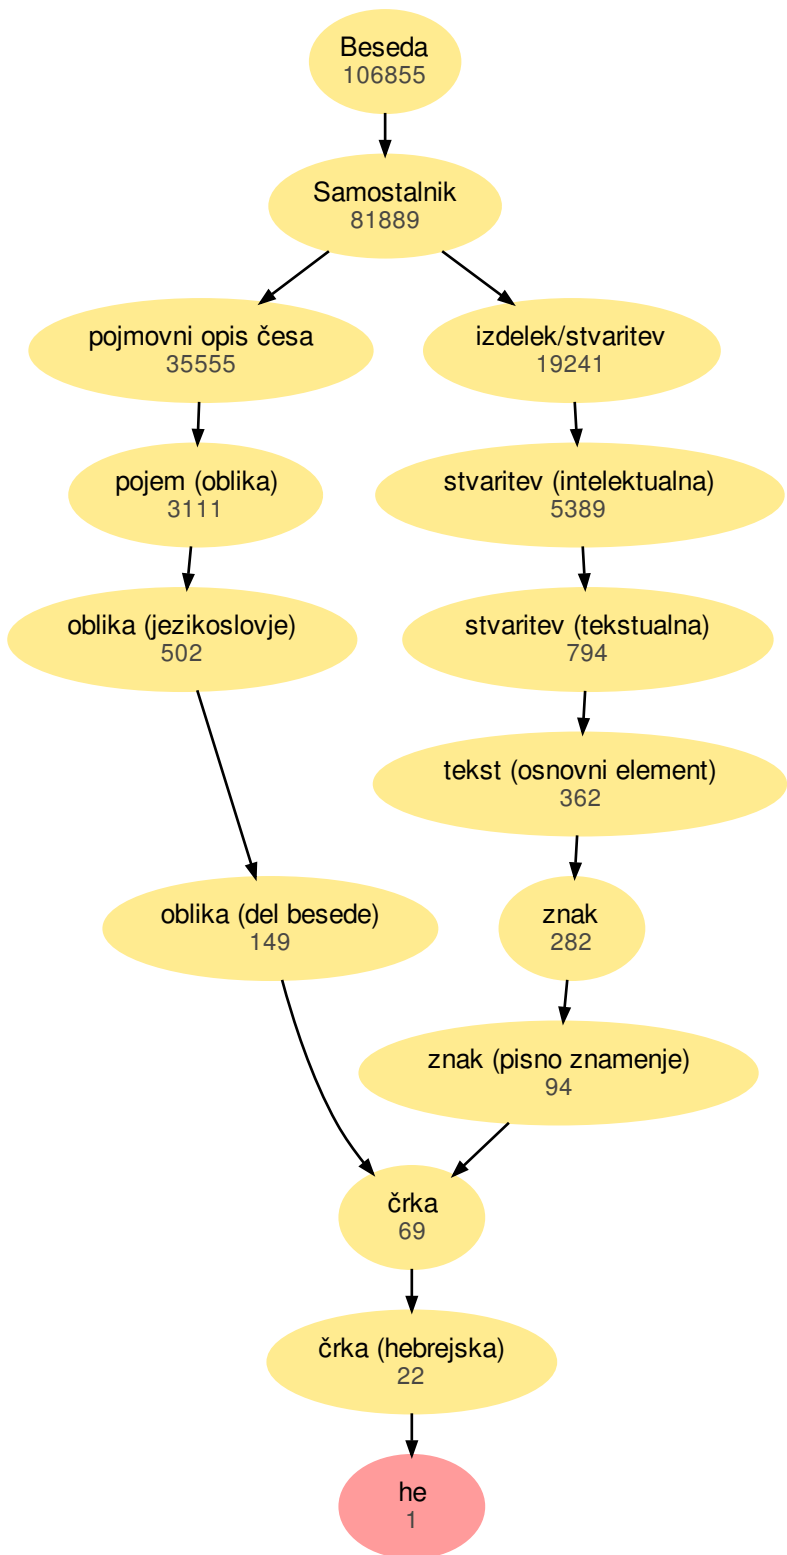 Beseda
106855
Samostalnik
81889
pojmovni opis česa
35555
izdelek/stvaritev
19241
pojem (oblika)
3111
stvaritev (intelektualna)
5389
oblika (jezikoslovje)
502
stvaritev (tekstualna)
794
tekst (osnovni element)
362
oblika (del besede)
149
znak
282
znak (pisno znamenje)
94
črka
69
črka (hebrejska)
22
he
1